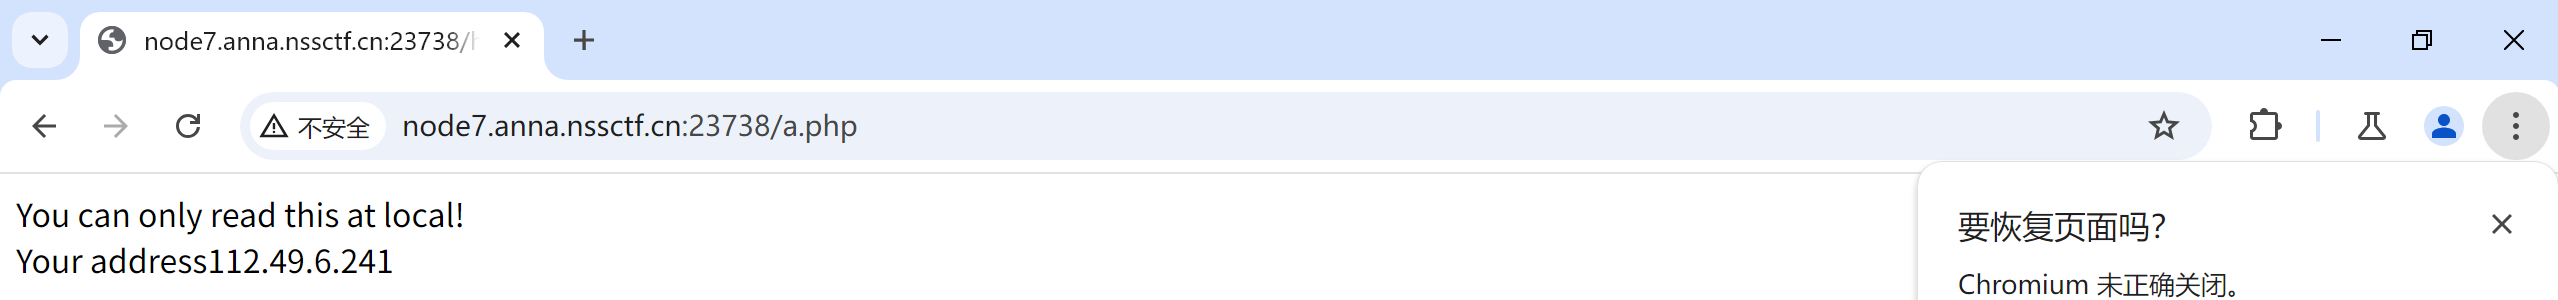 node7.anna.nssctf.cn:23738/
不安全
node7.anna.nssctf.cn:23738/a.php
You can only read this at local!
Your address112.49.6.241
要恢复页面吗？
Chromium 未正确关闭。